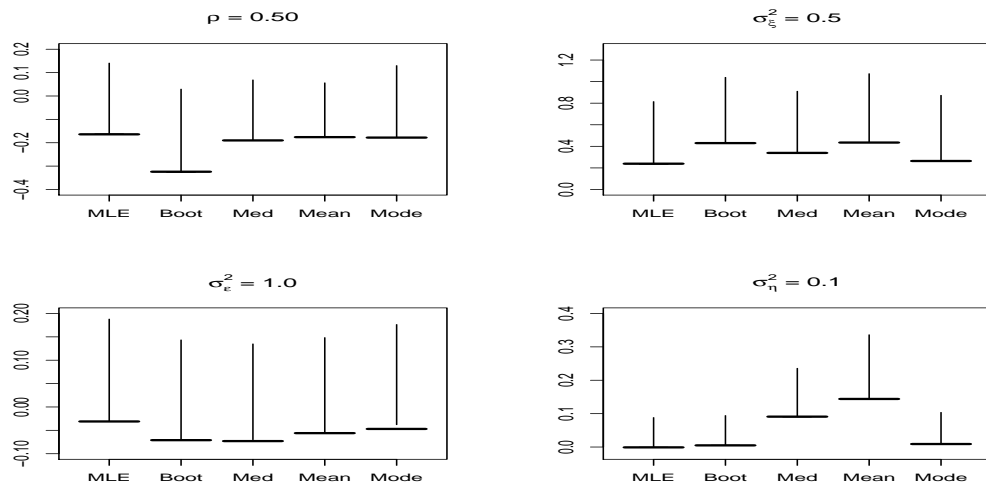 ρ = 0.50
0.2
0.1
0.0
−0.2
−0.4
MLE Boot Med Mean Mode
σ²_ξ = 0.5
1.2
0.8
0.4
0.0
MLE Boot Med Mean Mode
σ²_ε = 1.0
0.20
0.10
0.00
−0.10
MLE Boot Med Mean Mode
σ²_η = 0.1
0.4
0.3
0.2
0.1
0.0
MLE Boot Med Mean Mode